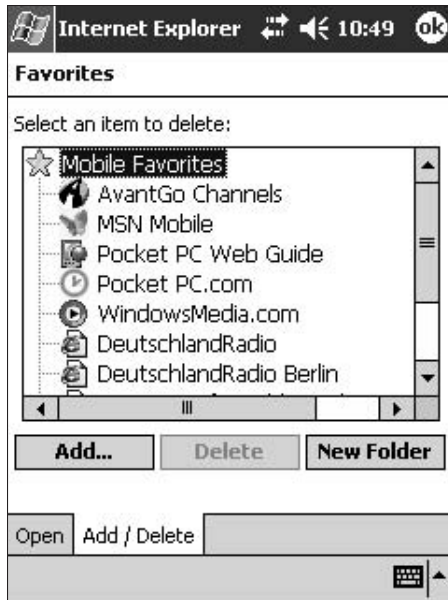 Internet Explorer 10:49 ok
Favorites
Select an item to delete:
Mobile Favorites
AvantGo Channels
MSN Mobile
Pocket PC Web Guide
Pocket PC.com
WindowsMedia.com
DeutschlandRadio
DeutschlandRadio Berlin
Add... Delete New Folder
Open Add / Delete